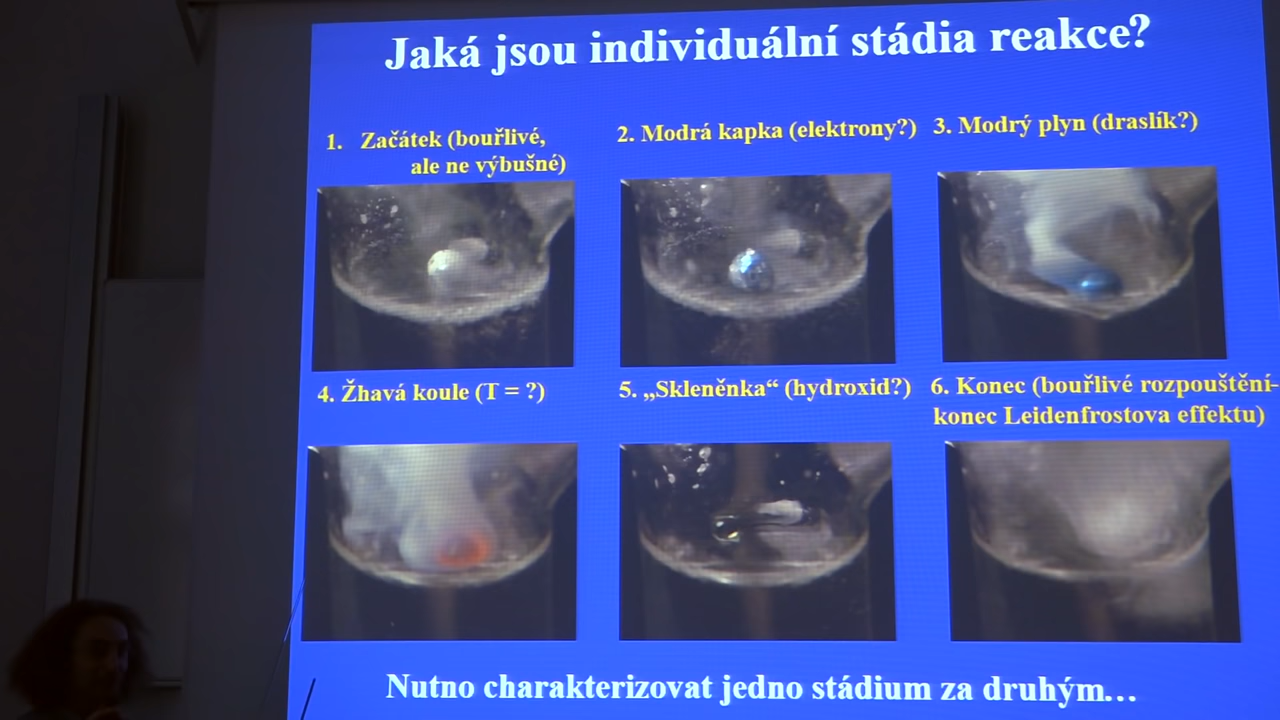 Jaká jsou individuální stádia reakce?
1. Začátek (bouřlivé,
ale ne výbušné)
2. Modrá kapka (elektrony?)
3. Modrý plyn (draslík?)
4. Žhavá koule (T = ?)
5. „Skleněnka“ (hydroxid?)
6. Konec (bouřlivé rozpouštění-
konec Leidenfrostova effektu)
Nutno charakterizovat jedno stádium za druhým…